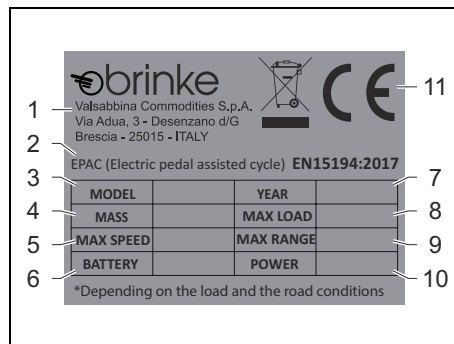 brinke
CE
11
1
Valsabbina Commodities S.p.A.
Via Adua, 3 - Desenzano d/G
Brescia - 25015 - ITALY
2
EPAC (Electric pedal assisted cycle) EN15194:2017
3
MODEL YEAR
7
4
MASS MAX LOAD
8
5
MAX SPEED MAX RANGE
9
6
BATTERY POWER
10
*Depending on the load and the road conditions